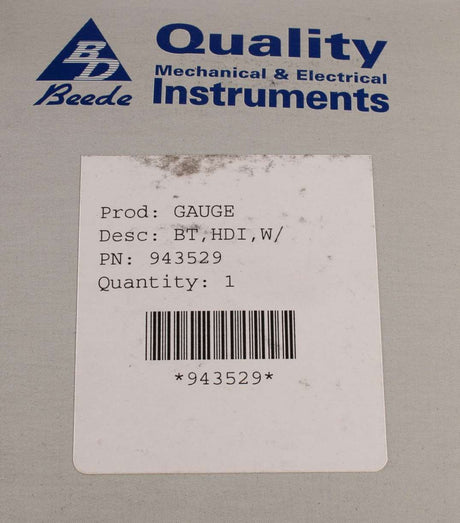 BD
Beede
Quality
Mechanical & Electrical
Instruments
Prod: GAUGE
Desc: BT,HDI,W/
PN: 943529
Quantity: 1
*943529*